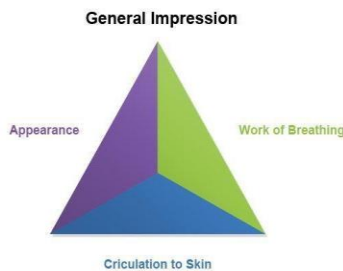 General Impression
Appearance
Work of Breathing
Criculation to Skin